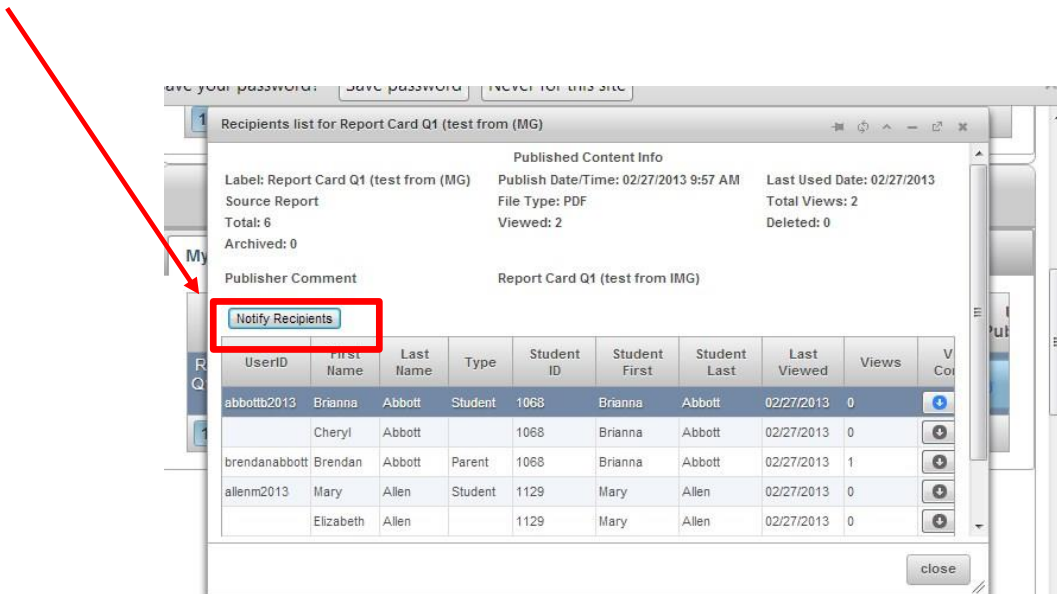 your password? Save password Never for this site
Recipients list for Report Card Q1 (test from (MG)
Published Content Info
Label: Report Card Q1 (test from (MG) Publish Date/Time: 02/27/2013 9:57 AM Last Used Date: 02/27/2013
Source Report File Type: PDF Total Views: 2
Total: 6 Viewed: 2 Deleted: 0
Archived: 0
My
Publisher Comment Report Card Q1 (test from IMG)
Notify Recipients
UserID First Name Last Name Type Student ID Student First Student Last Last Viewed Views
abbottb2013 Brianna Abbott Student 1068 Brianna Abbott 02/27/2013 0
Cheryl Abbott 1068 Brianna Abbott 02/27/2013 0
brendanabbott Brendan Abbott Parent 1068 Brianna Abbott 02/27/2013 1
allenm2013 Mary Allen Student 1129 Mary Allen 02/27/2013 0
Elizabeth Allen 1129 Mary Allen 02/27/2013 0
close